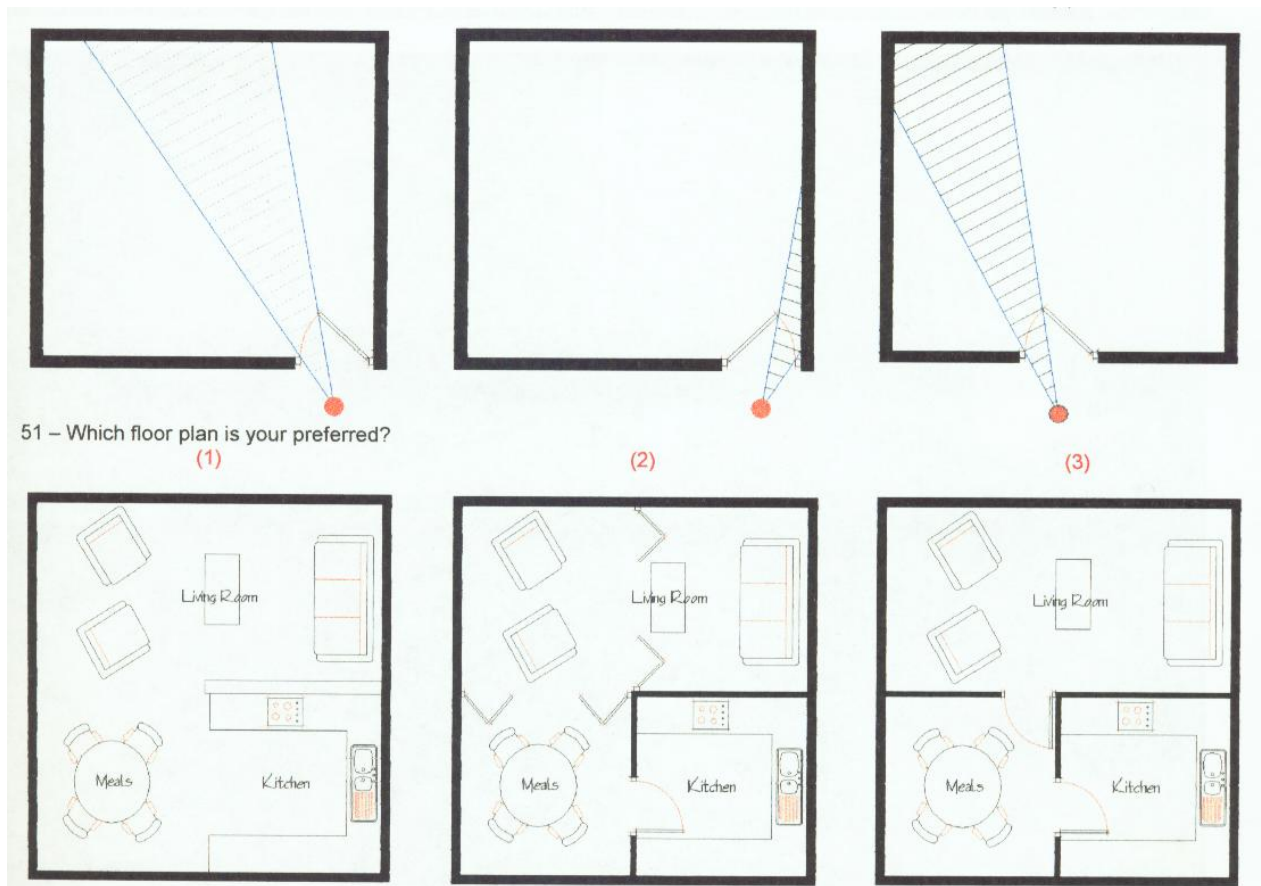 51 – Which floor plan is your preferred?
(1)
(2)
(3)
Living Room
Living Room
Living Room
Meals
Kitchen
Meals
Kitchen
Meals
Kitchen